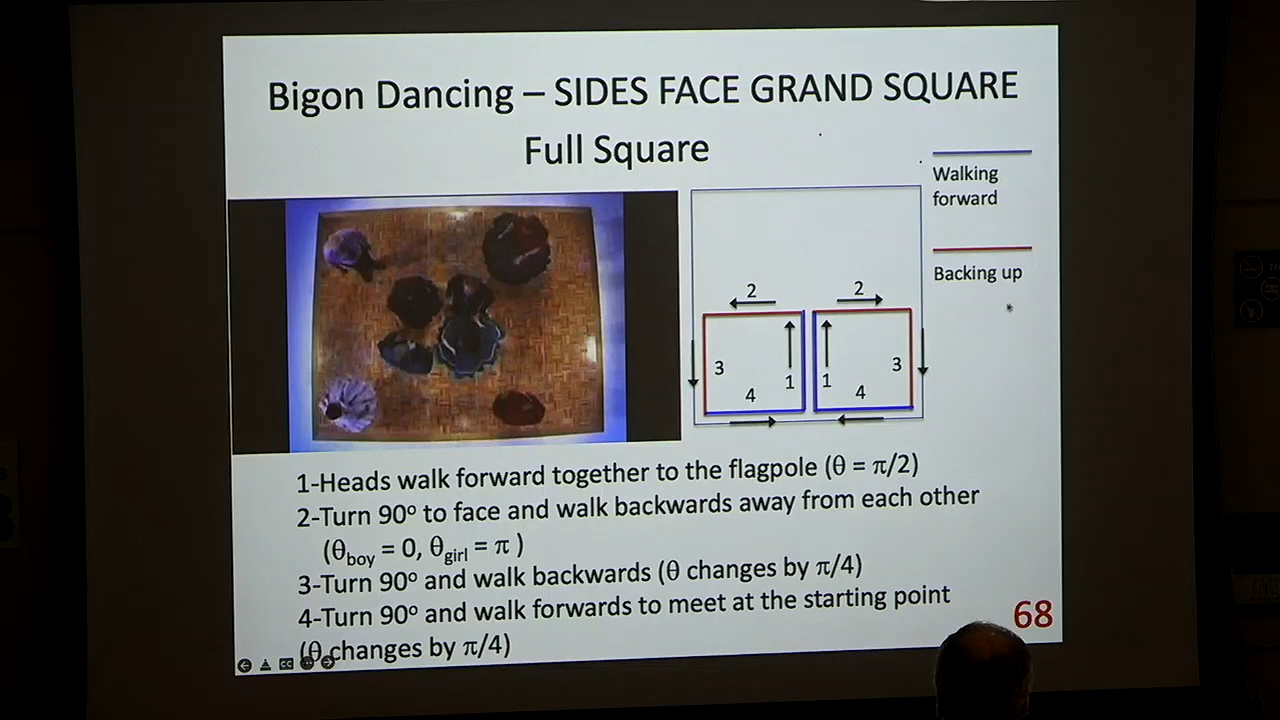 Bigon Dancing – SIDES FACE GRAND SQUARE
Full Square
Walking
forward
Backing up
2
2
3
1
1
3
4
4
1-Heads walk forward together to the flagpole (θ = π/2)
2-Turn 90º to face and walk backwards away from each other
(θboy = 0, θgirl = π )
3-Turn 90º and walk backwards (θ changes by π/4)
4-Turn 90º and walk forwards to meet at the starting point
(θ changes by π/4)
68